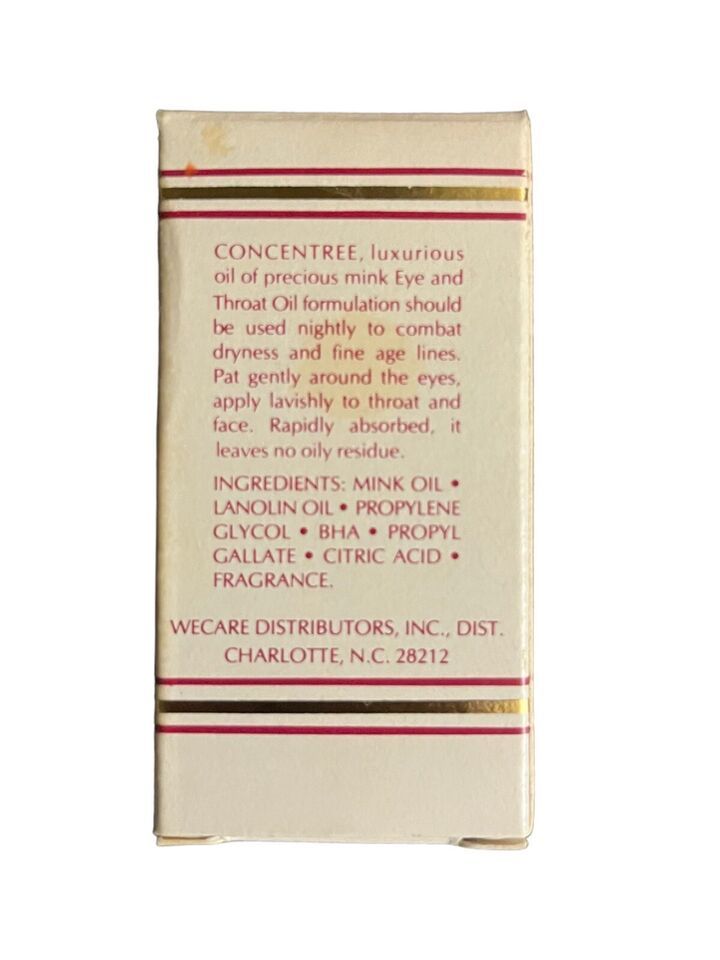 CONCENTREE, luxurious
oil of precious mink Eye and
Throat Oil formulation should
be used nightly to combat
dryness and fine age lines.
Pat gently around the eyes,
apply lavishly to throat and
face. Rapidly absorbed, it
leaves no oily residue.
INGREDIENTS: MINK OIL •
LANOLIN OIL • PROPYLENE
GLYCOL • BHA • PROPYL
GALLATE • CITRIC ACID •
FRAGRANCE.
WECARE DISTRIBUTORS, INC., DIST.
CHARLOTTE, N.C. 28212